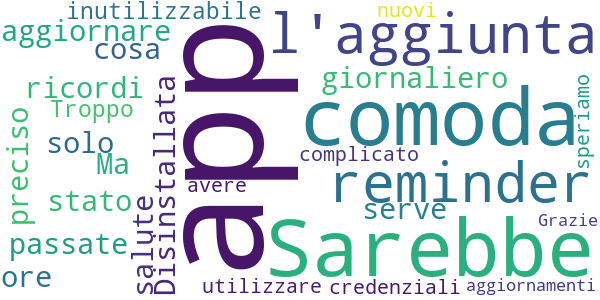 inutilizzabile
nuovi
aggiornare
l'aggiunta
cosa
app
giornaliero
ricordi
Troppo
comoda
speriamo
Disinstallata
preciso
solo
complicato
Ma
reminder
avere
stato
serve
salute
Sarebbe
Grazie
passate
ore
utilizzare
credenziali
aggiornamenti